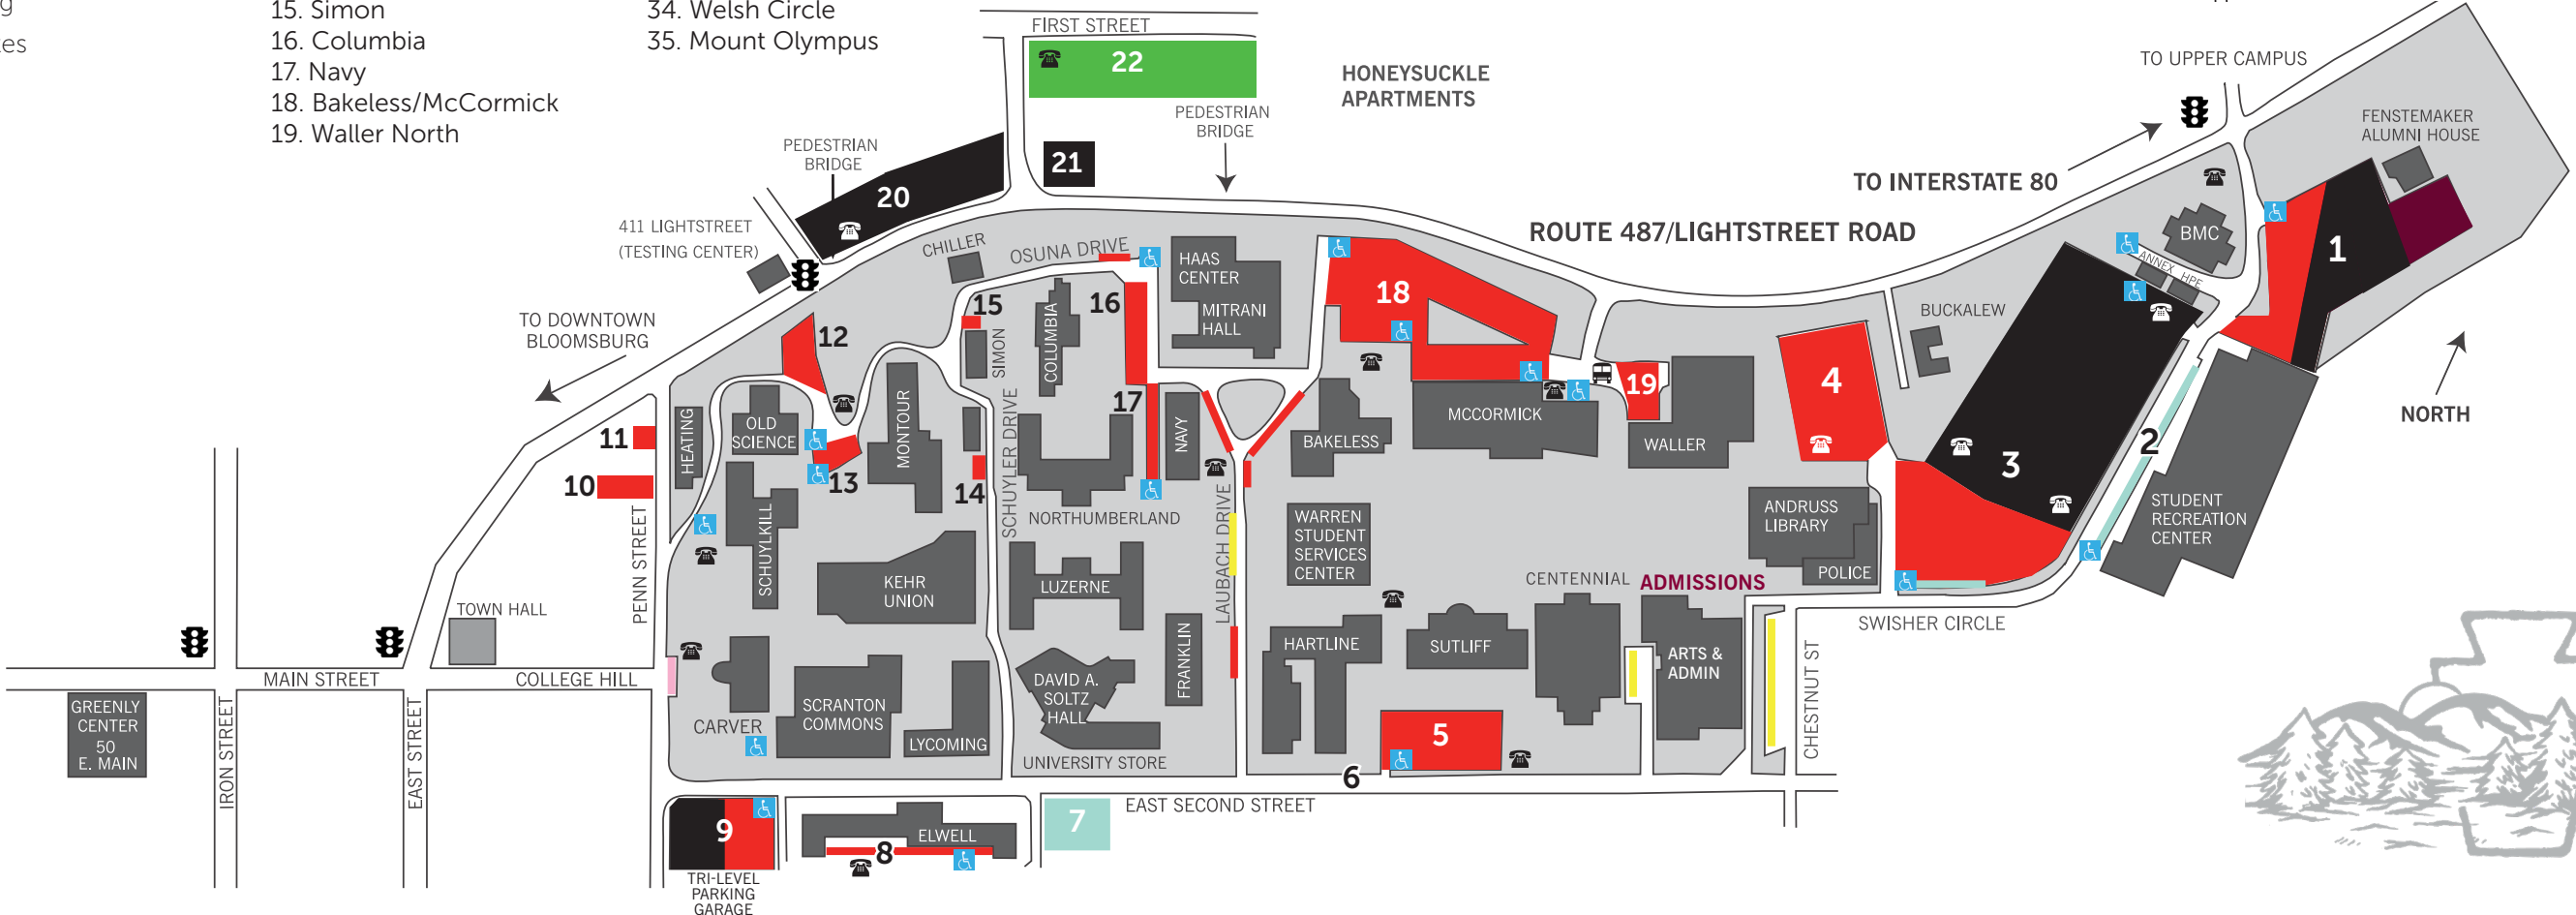 15. Simon
16. Columbia
17. Navy
18. Bakeless/McCormick
19. Waller North
34. Welsh Circle
35. Mount Olympus
FIRST STREET
22
HONEYSUCKLE
APARTMENTS
PEDESTRIAN
BRIDGE
21
PEDESTRIAN
BRIDGE
20
411 LIGHTSTREET
(TESTING CENTER)
TO UPPER CAMPUS
FENSTEMAKER
ALUMNI HOUSE
TO INTERSTATE 80
ROUTE 487/LIGHTSTREET ROAD
BMC
ANNEX
HPE
1
CHILLER
OSUNA DRIVE
HAAS
CENTER
MITRANI
HALL
18
BUCKALEW
TO DOWNTOWN
BLOOMSBURG
12
15
SIMON
COLUMBIA
16
17
NAVY
19
4
3
2
NORTH
11
10
HEATING
OLD
SCIENCE
13
MONTOUR
14
SCHUYLER DRIVE
NORTHUMBERLAND
LAUBACH DRIVE
BAKELESS
MCCORMICK
WALLER
WARREN
STUDENT
SERVICES
CENTER
ANDRUSS
LIBRARY
POLICE
STUDENT
RECREATION
CENTER
PENN STREET
SCHUYLKILL
KEHR
UNION
LUZERNE
CENTENNIAL
ADMISSIONS
TOWN HALL
HARTLINE
SUTLIFF
ARTS &
ADMIN
SWISHER CIRCLE
CHESTNUT ST
MAIN STREET
COLLEGE HILL
GREENLY
CENTER
50
E. MAIN
IRON STREET
EAST STREET
CARVER
SCRANTON
COMMONS
LYCOMING
DAVID A.
SOLTZ
HALL
FRANKLIN
UNIVERSITY STORE
5
6
EAST SECOND STREET
7
9
ELWELL
8
TRI-LEVEL
PARKING
GARAGE